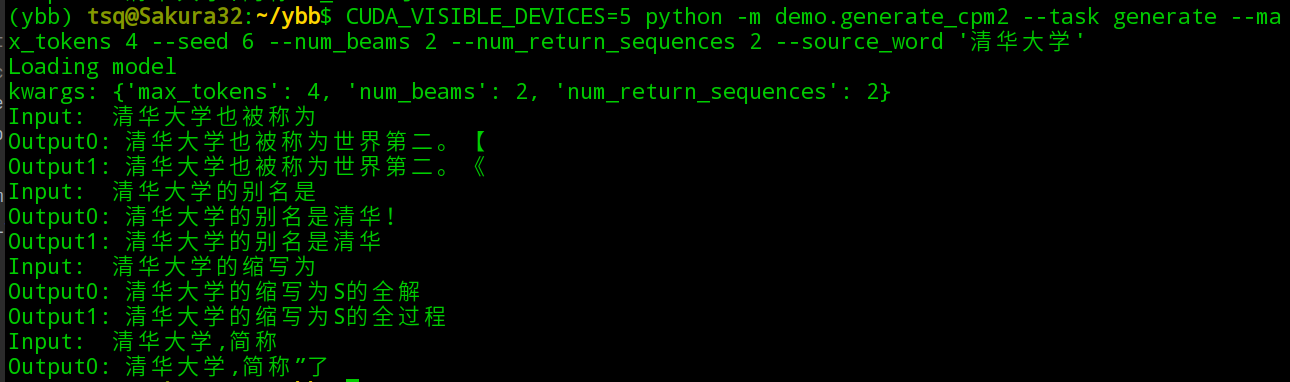 (ybb) tsq@Sakura32:~/ybb$ CUDA_VISIBLE_DEVICES=5 python -m demo.generate_cpm2 --task generate --ma
x_tokens 4 --seed 6 --num_beams 2 --num_return_sequences 2 --source_word '清华大学'
Loading model
kwargs: {'max_tokens': 4, 'num_beams': 2, 'num_return_sequences': 2}
Input: 清华大学也被称为
Output0: 清华大学也被称为世界第二。【
Output1: 清华大学也被称为世界第二。《
Input: 清华大学的别名是
Output0: 清华大学的别名是清华!
Output1: 清华大学的别名是清华
Input: 清华大学的缩写为
Output0: 清华大学的缩写为S的全解
Output1: 清华大学的缩写为S的全过程
Input: 清华大学,简称
Output0: 清华大学,简称”了